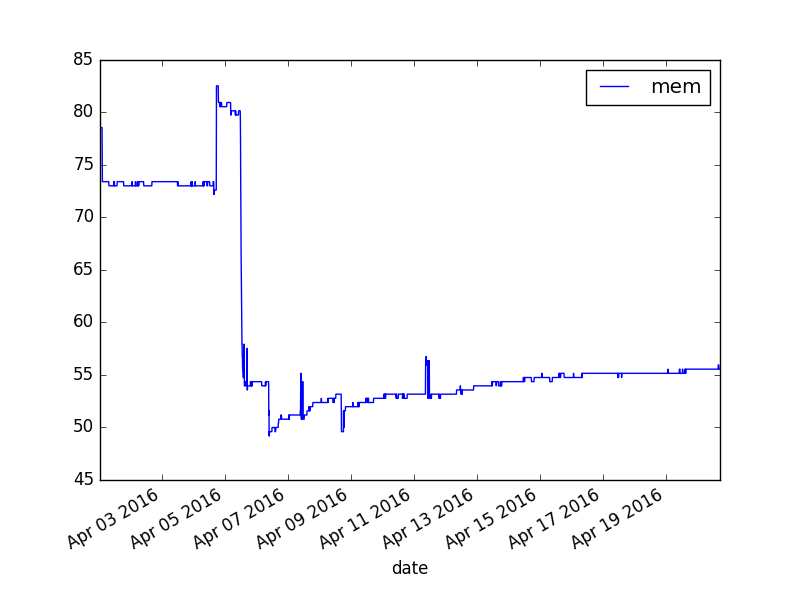 85
80
75
70
65
60
55
50
45
mem
Apr 03 2016
Apr 05 2016
Apr 07 2016
Apr 09 2016
Apr 11 2016
Apr 13 2016
Apr 15 2016
Apr 17 2016
Apr 19 2016
date